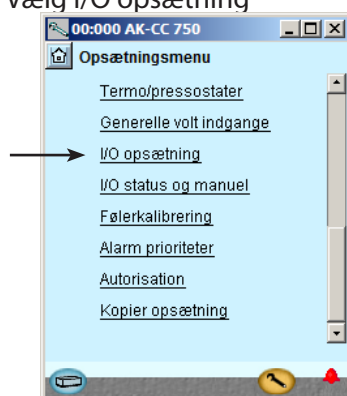 Vælg I/O opsætning
00:000 AK-CC 750
Opsætningsmenu
Termo/pressostater
Generelle volt indgange
I/O opsætning
I/O status og manuel
Følerkalibrering
Alarm prioriteter
Autorisation
Kopier opsætning